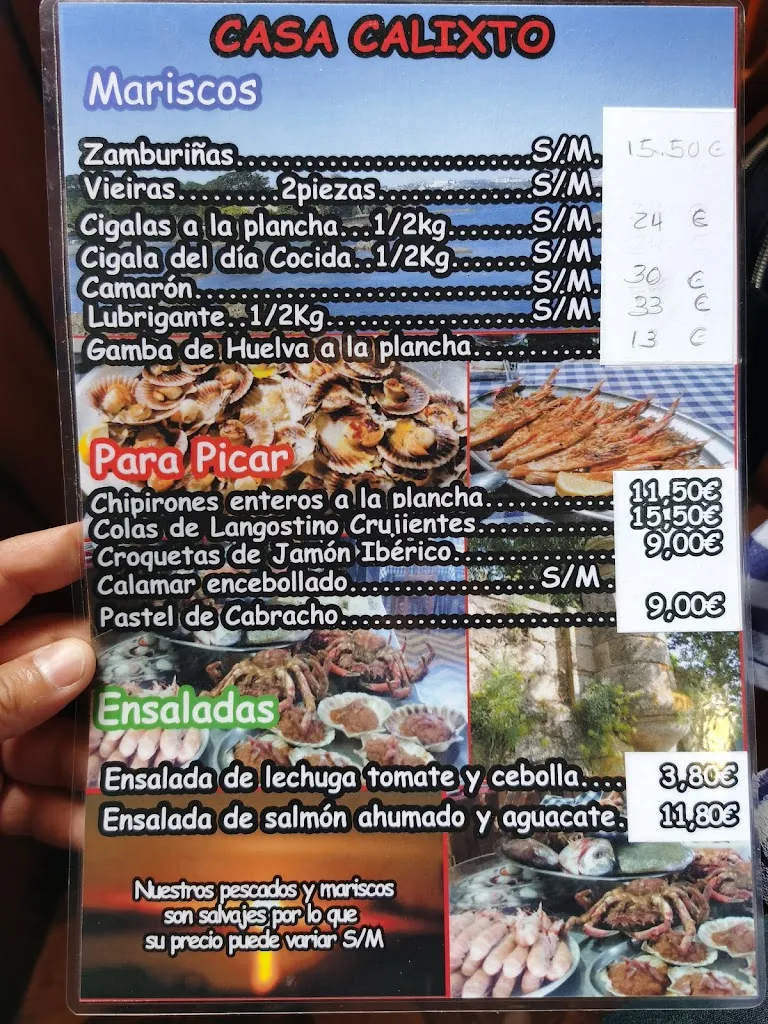 CASA CALIXTO
Mariscos
Zamburiñas..............................S/M. 15.50 €
Vieiras.........2piezas...............S/M.
Cigalas a la plancha...1/2kg.........S/M. 24 €
Cigala del día Cocida..1/2Kg........S/M.
Camarón..................................S/M. 30 €
Lubrigante..1/2Kg.....................S/M. 33 €
Gamba de Huelva a la plancha............. 13 €
Para Picar
Chipirones enteros a la plancha............ 11,50€
Colas de Langostino Crujientes............. 15,50€
Croquetas de Jamón Ibérico................ 9,00€
Calamar encebollado.................S/M.
Pastel de Cabracho......................... 9,00€
Ensaladas
Ensalada de lechuga tomate y cebolla.... 3,80€
Ensalada de salmón ahumado y aguacate. 11,80€
Nuestros pescados y mariscos
son salvajes por lo que
su precio puede variar S/M